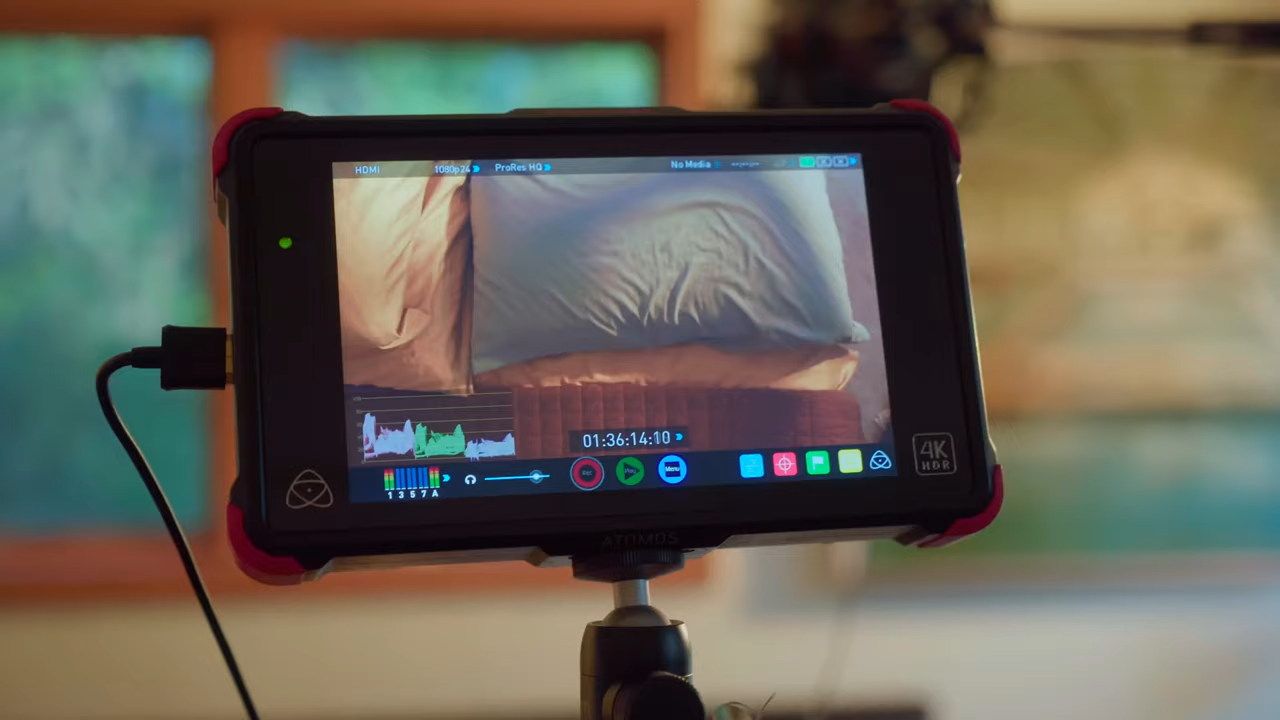 HDMI 1080p24 ProRes HQ No Media
01:36:14:10
REC Play Menu
1 3 5 7 A
4K
HDR
ATOMOS